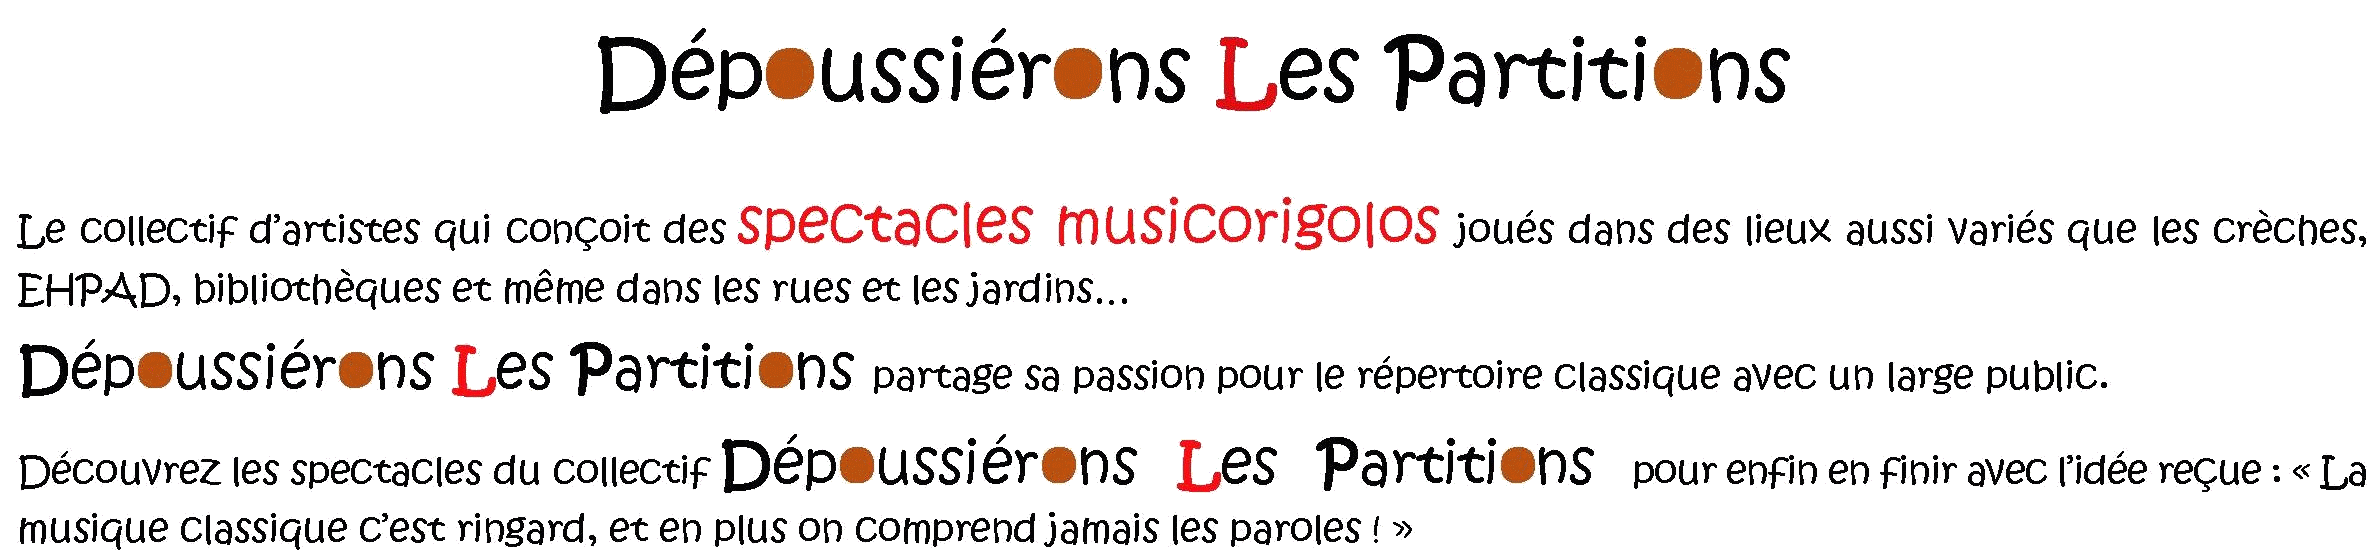 Dépoussiérons Les Partitions
Le collectif d’artistes qui conçoit des spectacles musicorigolos joués dans des lieux aussi variés que les crèches,
EHPAD, bibliothèques et même dans les rues et les jardins…
Dépoussiérons Les Partitions partage sa passion pour le répertoire classique avec un large public.
Découvrez les spectacles du collectif Dépoussiérons Les Partitions pour enfin en finir avec l’idée reçue : « La
musique classique c’est ringard, et en plus on comprend jamais les paroles ! »